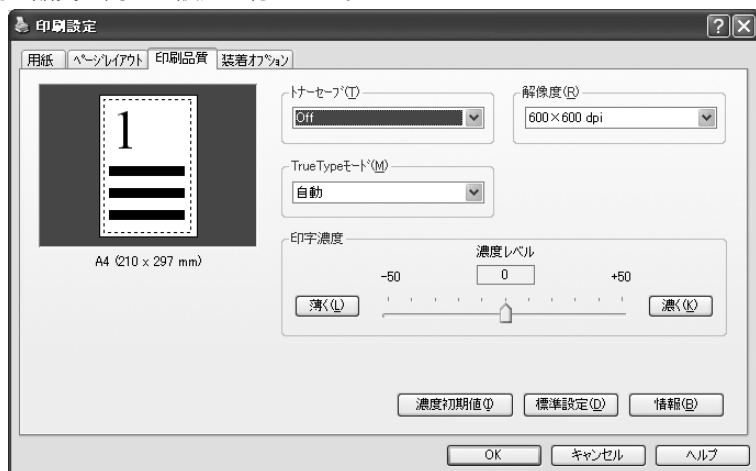 印刷設定
用紙 ﾍﾟｰｼﾞﾚｲｱｳﾄ 印刷品質 装着ｵﾌﾟｼｮﾝ
1
A4 (210 x 297 mm)
ﾄﾅｰｾｰﾌﾞ(T)
Off
解像度(R)
600×600 dpi
TrueTypeﾓｰﾄﾞ(M)
自動
印字濃度
濃度レベル
-50 0 +50
薄く(L) 濃く(K)
濃度初期値(I) 標準設定(D) 情報(B)
OK キャンセル ヘルプ